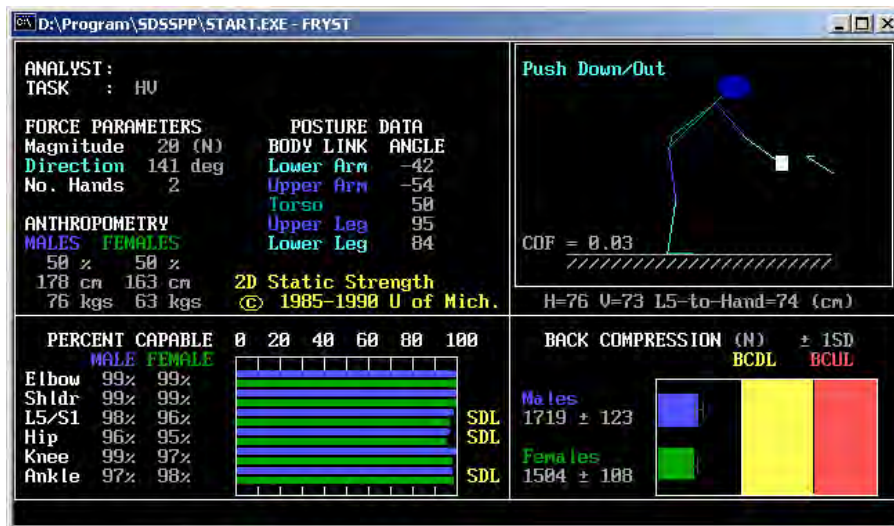 D:\Program\SDSSPP\START.EXE - FRYST
ANALYST:
TASK : HV
FORCE PARAMETERS
Magnitude 20 (N)
Direction 141 deg
No. Hands 2
ANTHROPOMETRY
MALES FEMALES
50 % 50 %
178 cm 163 cm
76 kgs 63 kgs
POSTURE DATA
BODY LINK ANGLE
Lower Arm -42
Upper Arm -54
Torso 50
Upper Leg 95
Lower Leg 84
2D Static Strength
© 1985-1990 U of Mich.
Push Down/Out
COF = 0.03
H=76 V=73 L5-to-Hand=74 (cm)
PERCENT CAPABLE 0 20 40 60 80 100
MALE FEMALE
Elbow 99% 99%
Shldr 99% 99%
L5/S1 98% 96% SDL
Hip 96% 95% SDL
Knee 99% 97%
Ankle 97% 98% SDL
BACK COMPRESSION (N) ± 1SD
BCDL BCUL
Males
1719 ± 123
Females
1504 ± 108